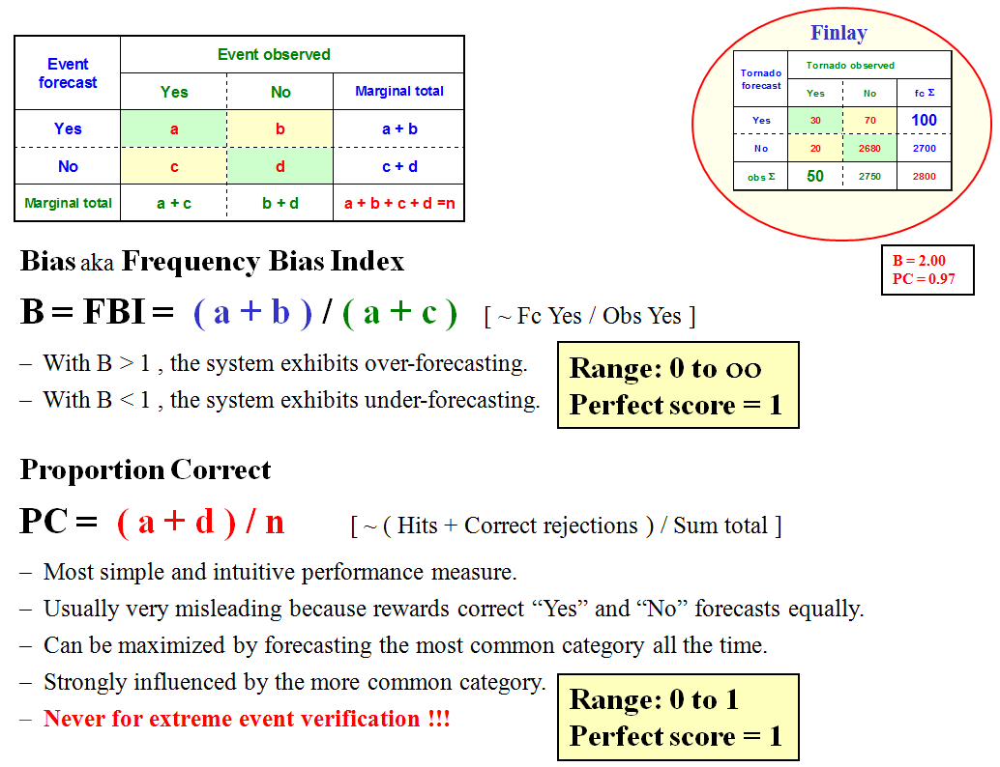 Event forecast
Event observed
Yes No Marginal total
Yes a b a + b
No c d c + d
Marginal total a + c b + d a + b + c + d =n
Finlay
Tornado forecast
Tornado observed
Yes No fc Σ
Yes 30 70 100
No 20 2680 2700
obs Σ 50 2750 2800
B = 2.00
PC = 0.97
Bias aka Frequency Bias Index
B = FBI = ( a + b ) / ( a + c ) [ ~ Fc Yes / Obs Yes ]
– With B > 1 , the system exhibits over-forecasting.
– With B < 1 , the system exhibits under-forecasting.
Range: 0 to ∞
Perfect score = 1
Proportion Correct
PC = ( a + d ) / n [ ~ ( Hits + Correct rejections ) / Sum total ]
– Most simple and intuitive performance measure.
– Usually very misleading because rewards correct “Yes” and “No” forecasts equally.
– Can be maximized by forecasting the most common category all the time.
– Strongly influenced by the more common category.
– Never for extreme event verification !!!
Range: 0 to 1
Perfect score = 1